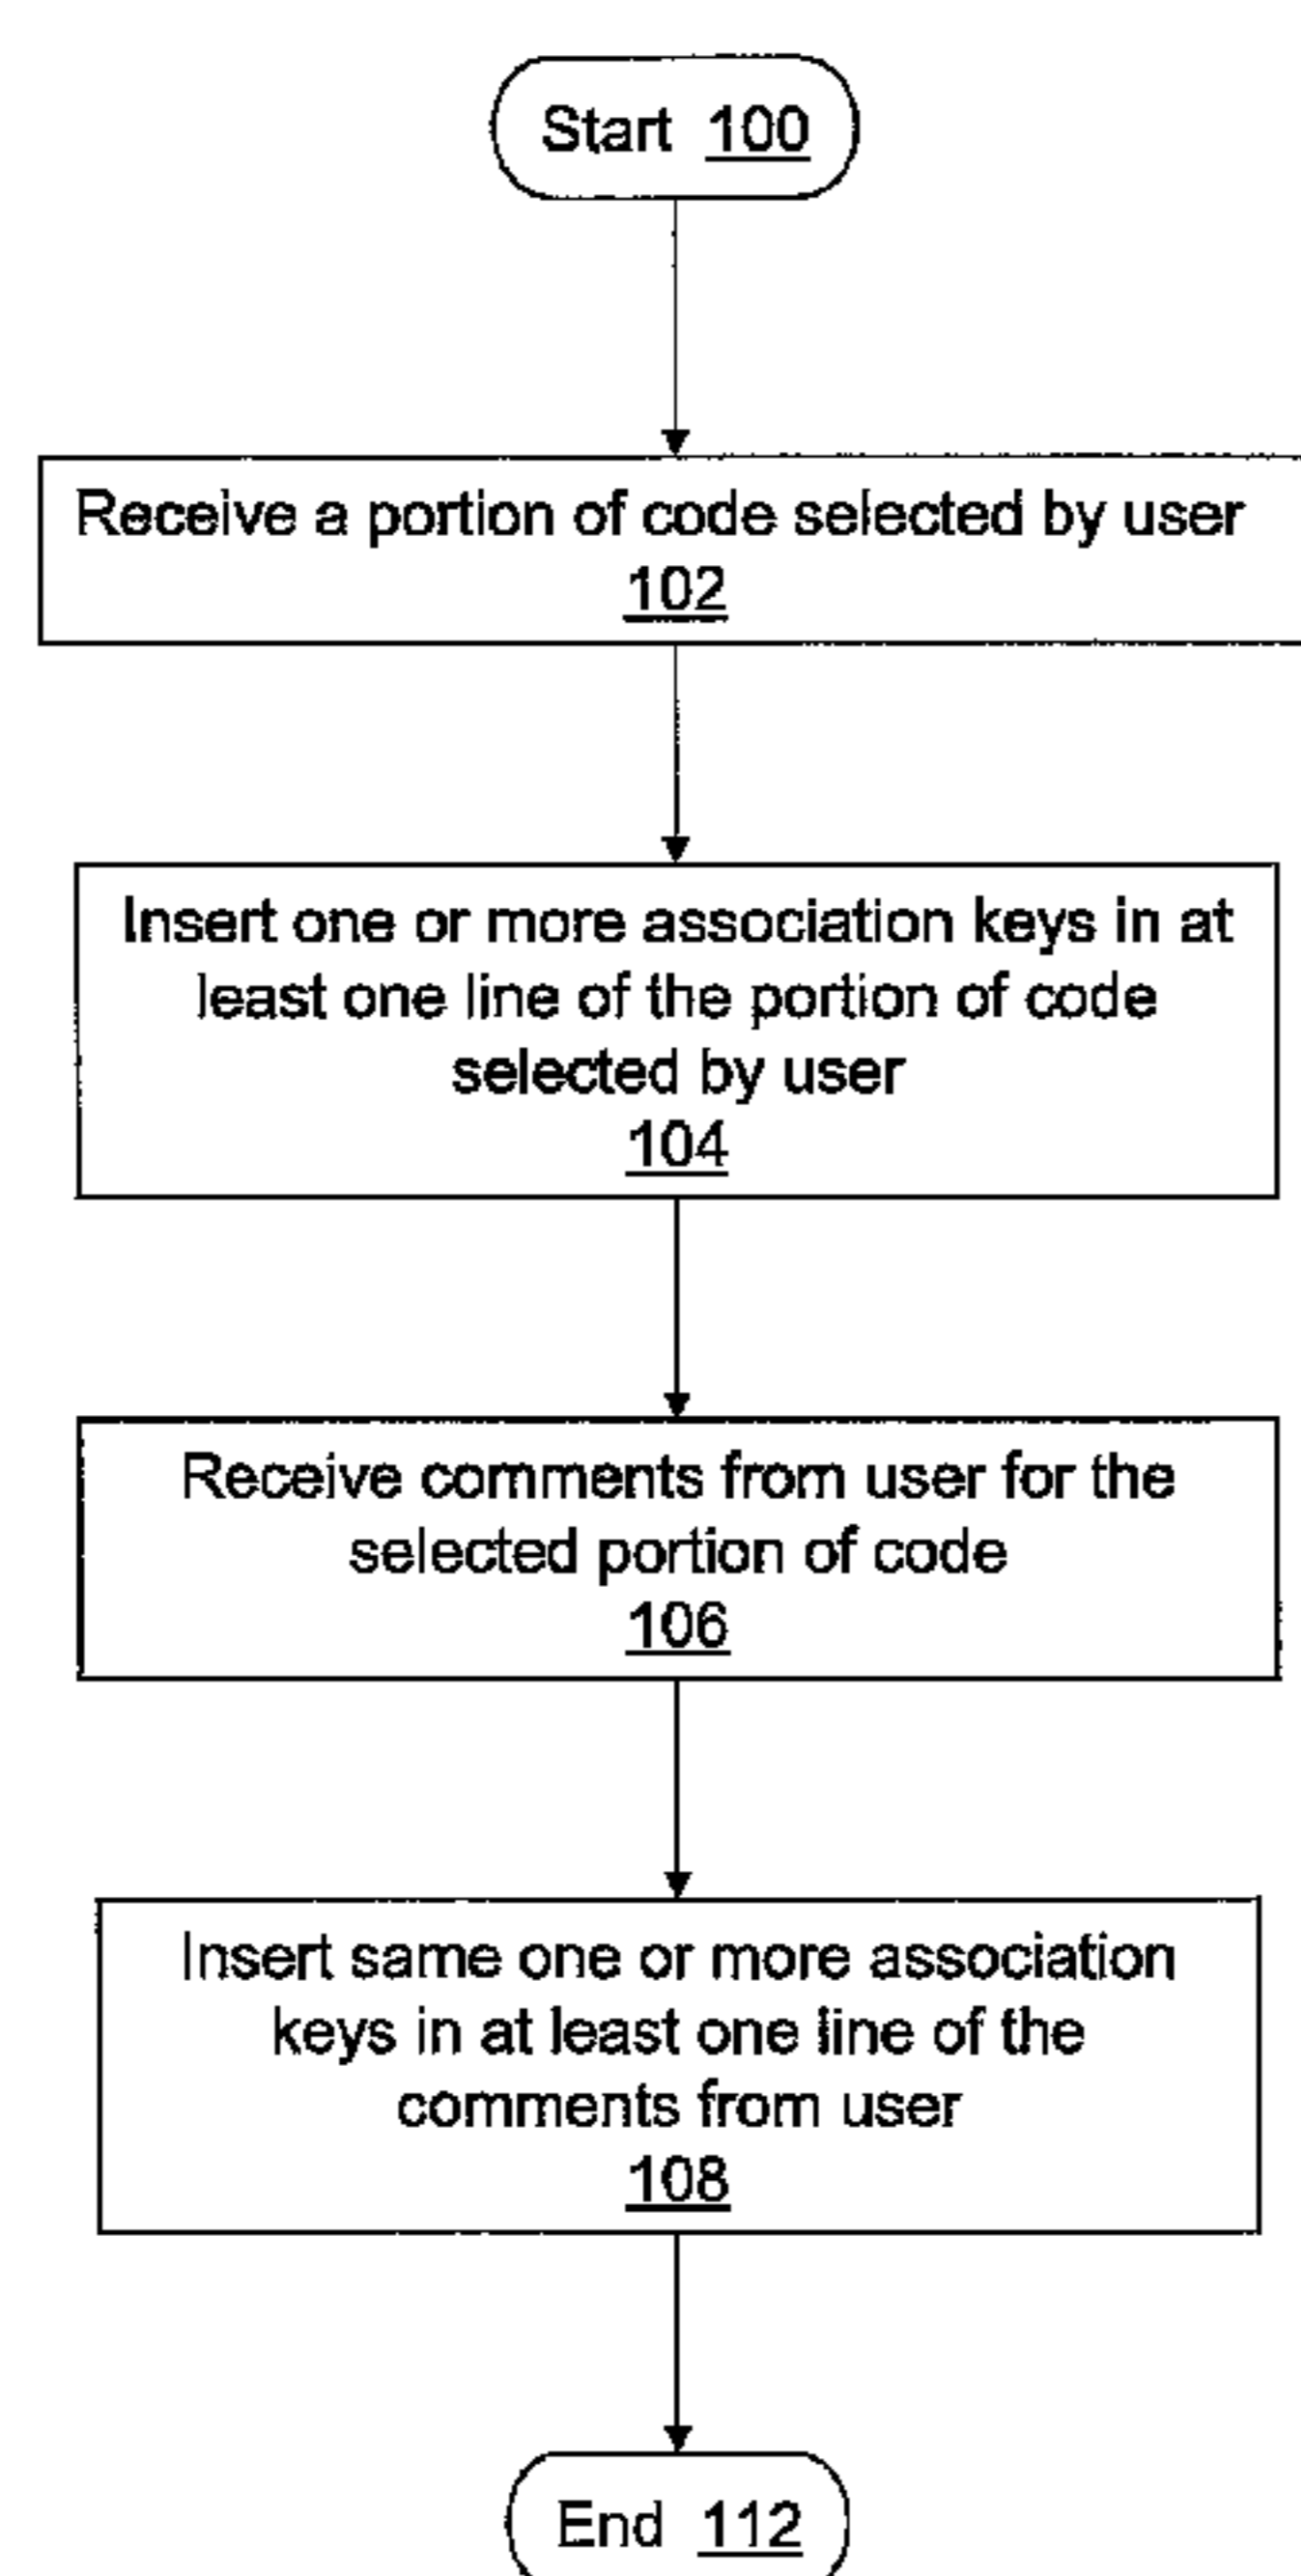 Start 100
Receive a portion of code selected by user
102
Insert one or more association keys in at
least one line of the portion of code
selected by user
104
Receive comments from user for the
selected portion of code
106
Insert same one or more association
keys in at least one line of the
comments from user
108
End 112